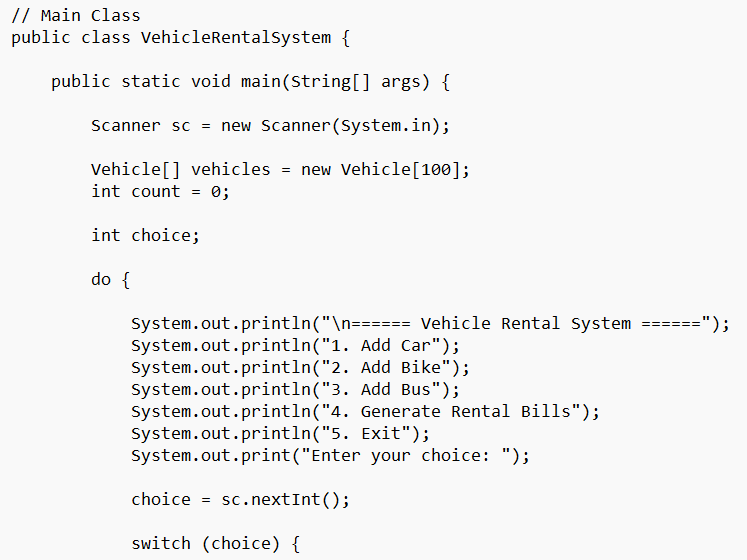 // Main Class
public class VehicleRentalSystem {
public static void main(String[] args) {
Scanner sc = new Scanner(System.in);
Vehicle[] vehicles = new Vehicle[100];
int count = 0;
int choice;
do {
System.out.println("\n====== Vehicle Rental System ======");
System.out.println("1. Add Car");
System.out.println("2. Add Bike");
System.out.println("3. Add Bus");
System.out.println("4. Generate Rental Bills");
System.out.println("5. Exit");
System.out.print("Enter your choice: ");
choice = sc.nextInt();
switch (choice) {